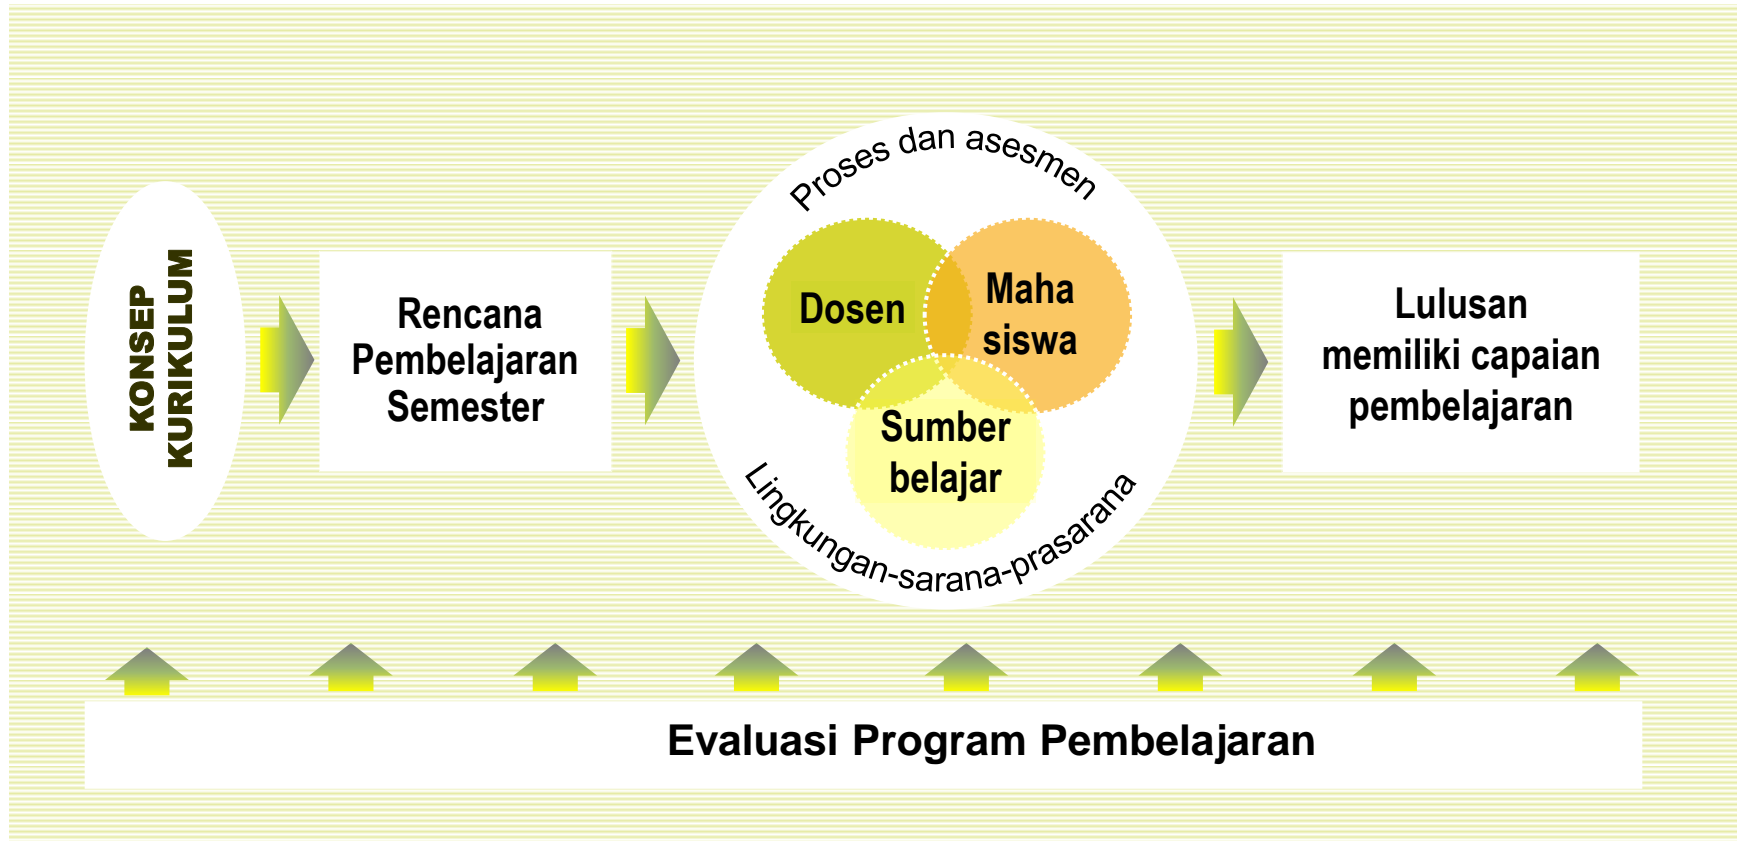 KONSEP
KURIKULUM
Rencana
Pembelajaran
Semester
Proses dan asesmen
Dosen
Maha
siswa
Sumber
belajar
Lingkungan-sarana-prasarana
Lulusan
memiliki capaian
pembelajaran
Evaluasi Program Pembelajaran